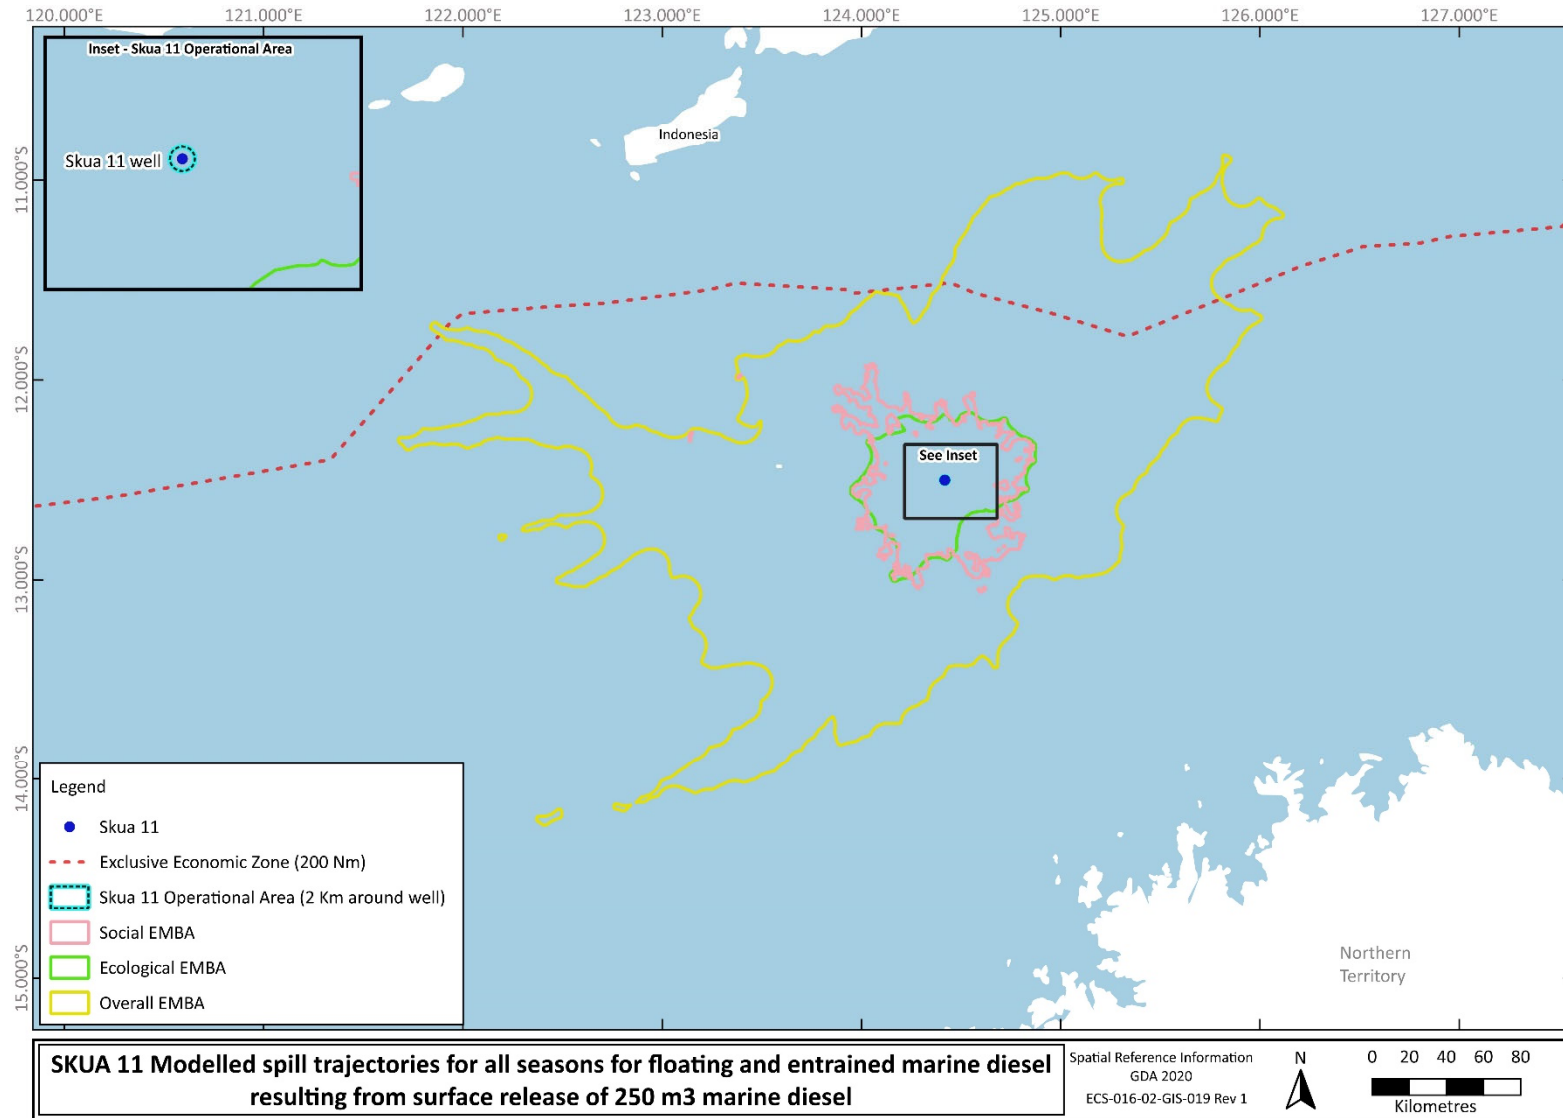 120.000°E
121.000°E
122.000°E
123.000°E
124.000°E
125.000°E
126.000°E
127.000°E
Inset - Skua 11 Operational Area
Skua 11 well
Indonesia
11.000°S
12.000°S
13.000°S
14.000°S
15.000°S
See Inset
Legend
Skua 11
Exclusive Economic Zone (200 Nm)
Skua 11 Operational Area (2 Km around well)
Social EMBA
Ecological EMBA
Overall EMBA
Northern
Territory
SKUA 11 Modelled spill trajectories for all seasons for floating and entrained marine diesel
resulting from surface release of 250 m3 marine diesel
Spatial Reference Information
GDA 2020
ECS-016-02-GIS-019 Rev 1
N
0 20 40 60 80
Kilometres